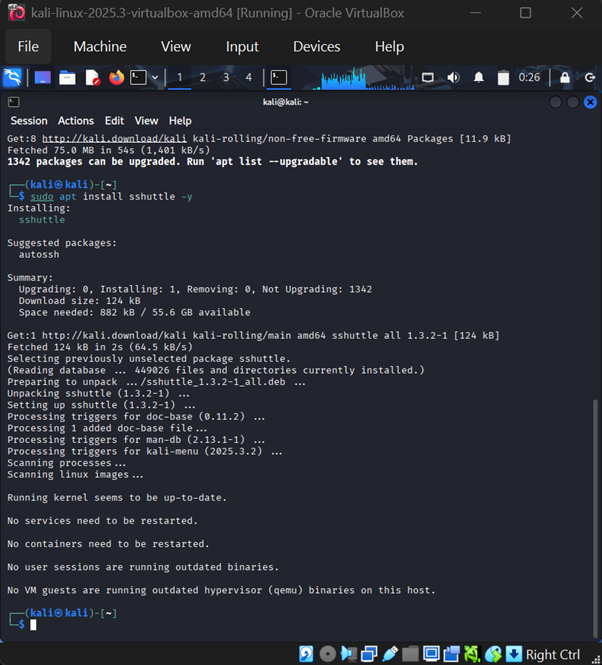 kali-linux-2025.3-virtualbox-amd64 [Running] - Oracle VirtualBox
File Machine View Input Devices Help
1 2 3 4 0:26
kali@kali: ~
Session Actions Edit View Help
Get:8 http://kali.download/kali kali-rolling/non-free-firmware amd64 Packages [11.9 kB]
Fetched 75.0 MB in 54s (1,401 kB/s)
1342 packages can be upgraded. Run 'apt list --upgradable' to see them.
┌──(kali㉿kali)-[~]
└─$ sudo apt install sshuttle -y
Installing:
sshuttle
Suggested packages:
autossh
Summary:
Upgrading: 0, Installing: 1, Removing: 0, Not Upgrading: 1342
Download size: 124 kB
Space needed: 882 kB / 55.6 GB available
Get:1 http://kali.download/kali kali-rolling/main amd64 sshuttle all 1.3.2-1 [124 kB]
Fetched 124 kB in 2s (64.5 kB/s)
Selecting previously unselected package sshuttle.
(Reading database ... 449026 files and directories currently installed.)
Preparing to unpack .../sshuttle_1.3.2-1_all.deb ...
Unpacking sshuttle (1.3.2-1) ...
Setting up sshuttle (1.3.2-1) ...
Processing triggers for doc-base (0.11.2) ...
Processing 1 added doc-base file...
Processing triggers for man-db (2.13.1-1) ...
Processing triggers for kali-menu (2025.3.2) ...
Scanning processes...
Scanning linux images...
Running kernel seems to be up-to-date.
No services need to be restarted.
No containers need to be restarted.
No user sessions are running outdated binaries.
No VM guests are running outdated hypervisor (qemu) binaries on this host.
┌──(kali㉿kali)-[~]
└─$
Right Ctrl